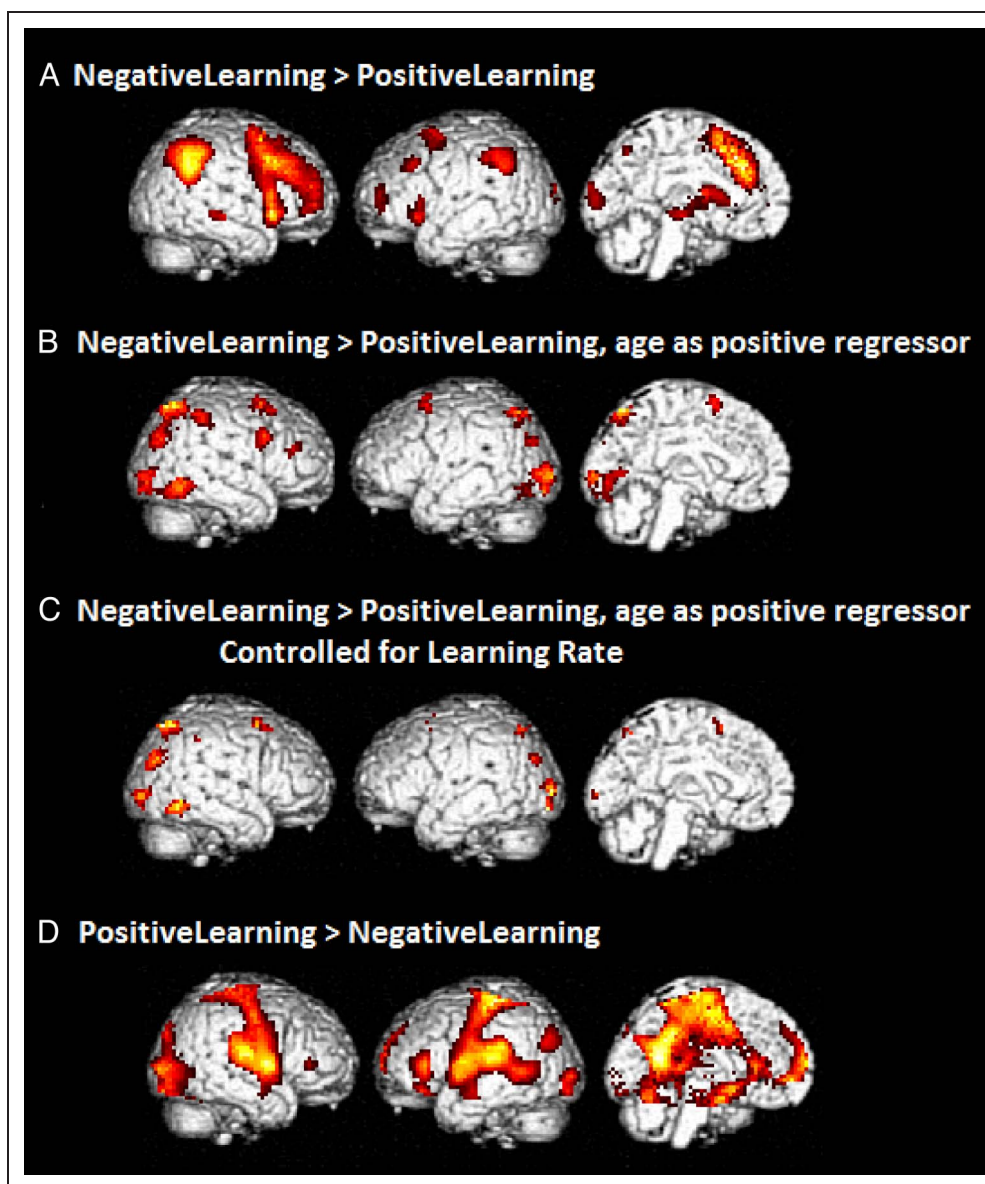 A NegativeLearning > PositiveLearning
B NegativeLearning > PositiveLearning, age as positive regressor
C NegativeLearning > PositiveLearning, age as positive regressor
Controlled for Learning Rate
D PositiveLearning > NegativeLearning